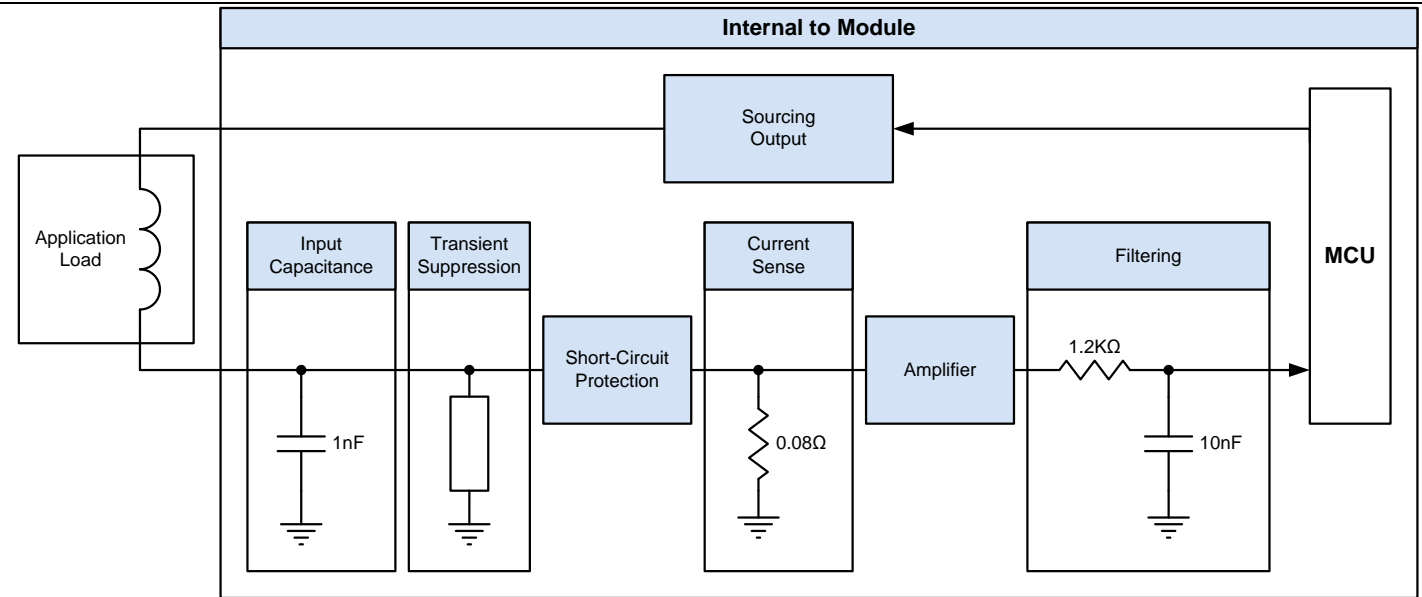 Internal to Module
Sourcing
Output
Application
Load
Input
Capacitance
Transient
Suppression
Current
Sense
Filtering
MCU
Short-Circuit
Protection
Amplifier
1.2KΩ
1nF
0.08Ω
10nF